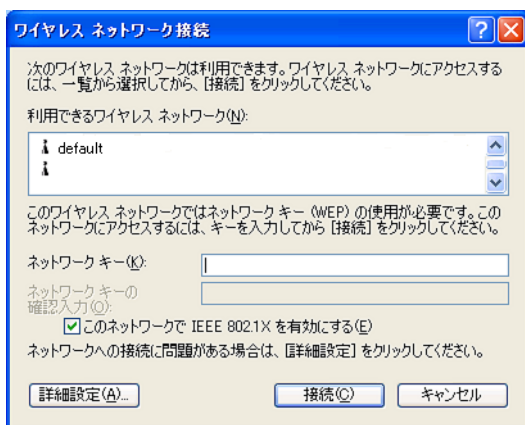 ワイヤレス ネットワーク接続
次のワイヤレス ネットワークは利用できます。ワイヤレス ネットワークにアクセスする
には、一覧から選択してから、[接続] をクリックしてください。
利用できるワイヤレス ネットワーク(N):
default
このワイヤレス ネットワークではネットワーク キー (WEP) の使用が必要です。この
ネットワークにアクセスするには、キーを入力してから [接続] をクリックしてください。
ネットワーク キー(K):
ネットワーク キーの
確認入力(O):
このネットワークで IEEE 802.1X を有効にする(E)
ネットワークへの接続に問題がある場合は、[詳細設定] をクリックしてください。
詳細設定(A)... 接続(C) キャンセル